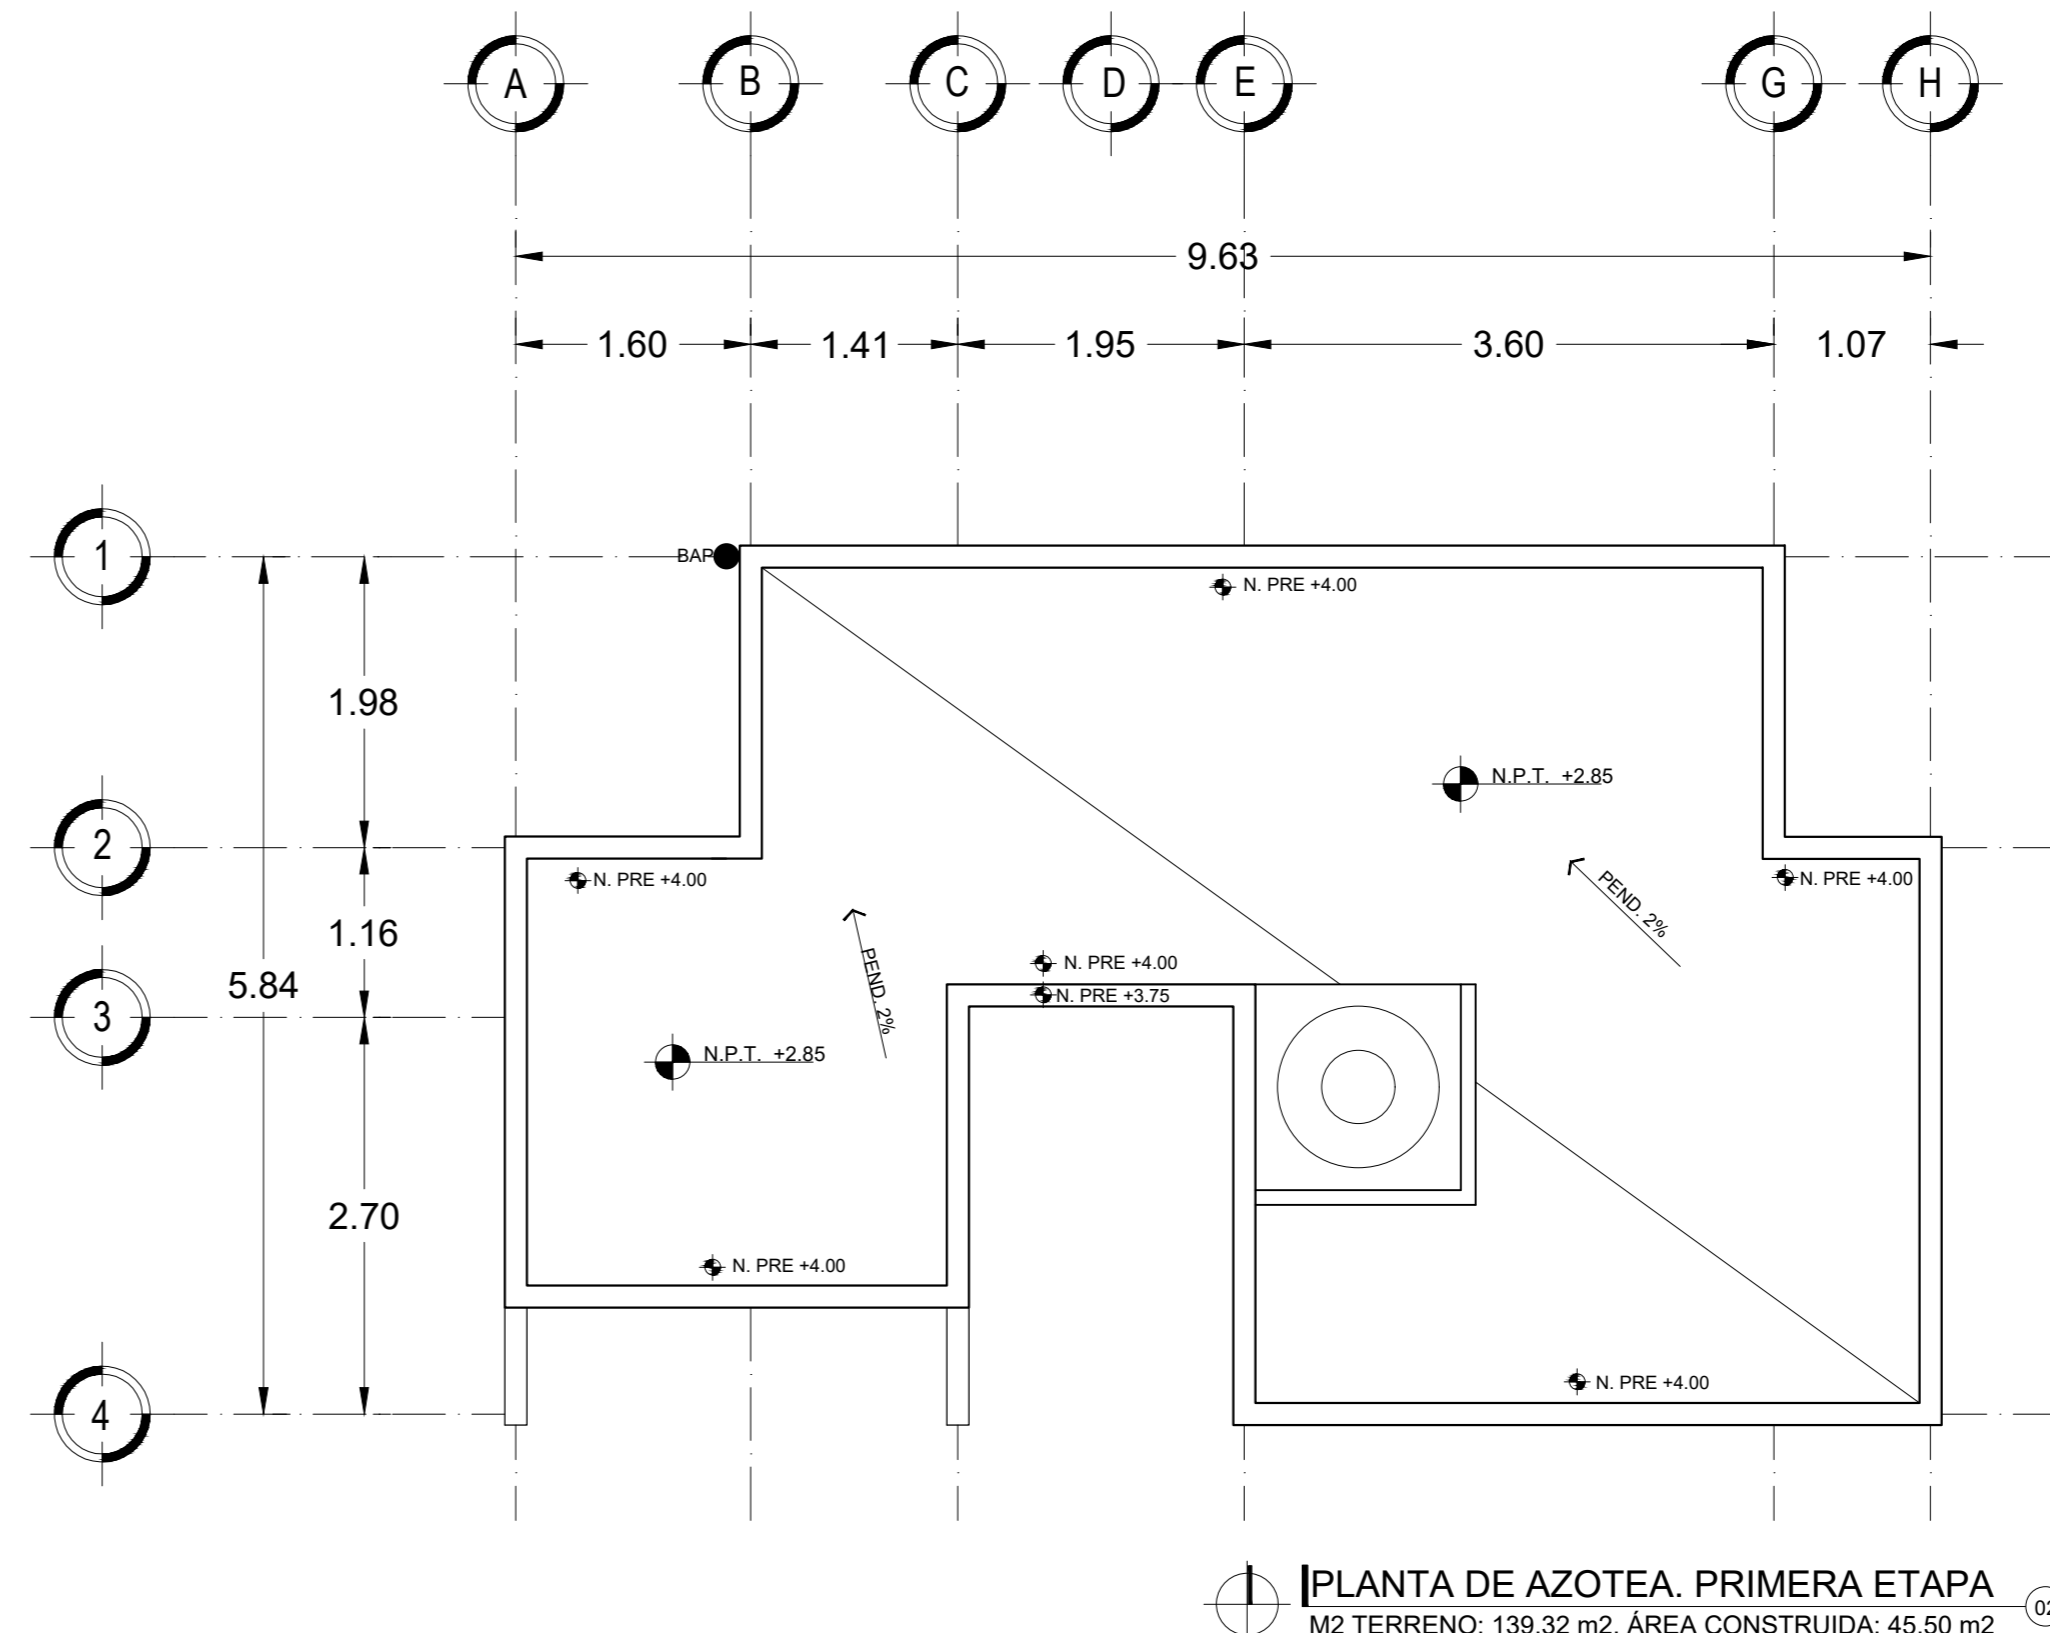 A B C D E G H
9.63
1.60 1.41 1.95 3.60 1.07
1
BAP
N. PRE +4.00
1.98
N.P.T. +2.85
2
N. PRE +4.00
N. PRE +4.00
PEND. 2%
1.16
PEND. 2%
N. PRE +4.00
5.84
N. PRE +3.75
3
N.P.T. +2.85
2.70
N. PRE +4.00
N. PRE +4.00
4
PLANTA DE AZOTEA. PRIMERA ETAPA
02
M2 TERRENO: 139.32 m2. ÁREA CONSTRUIDA: 45.50 m2